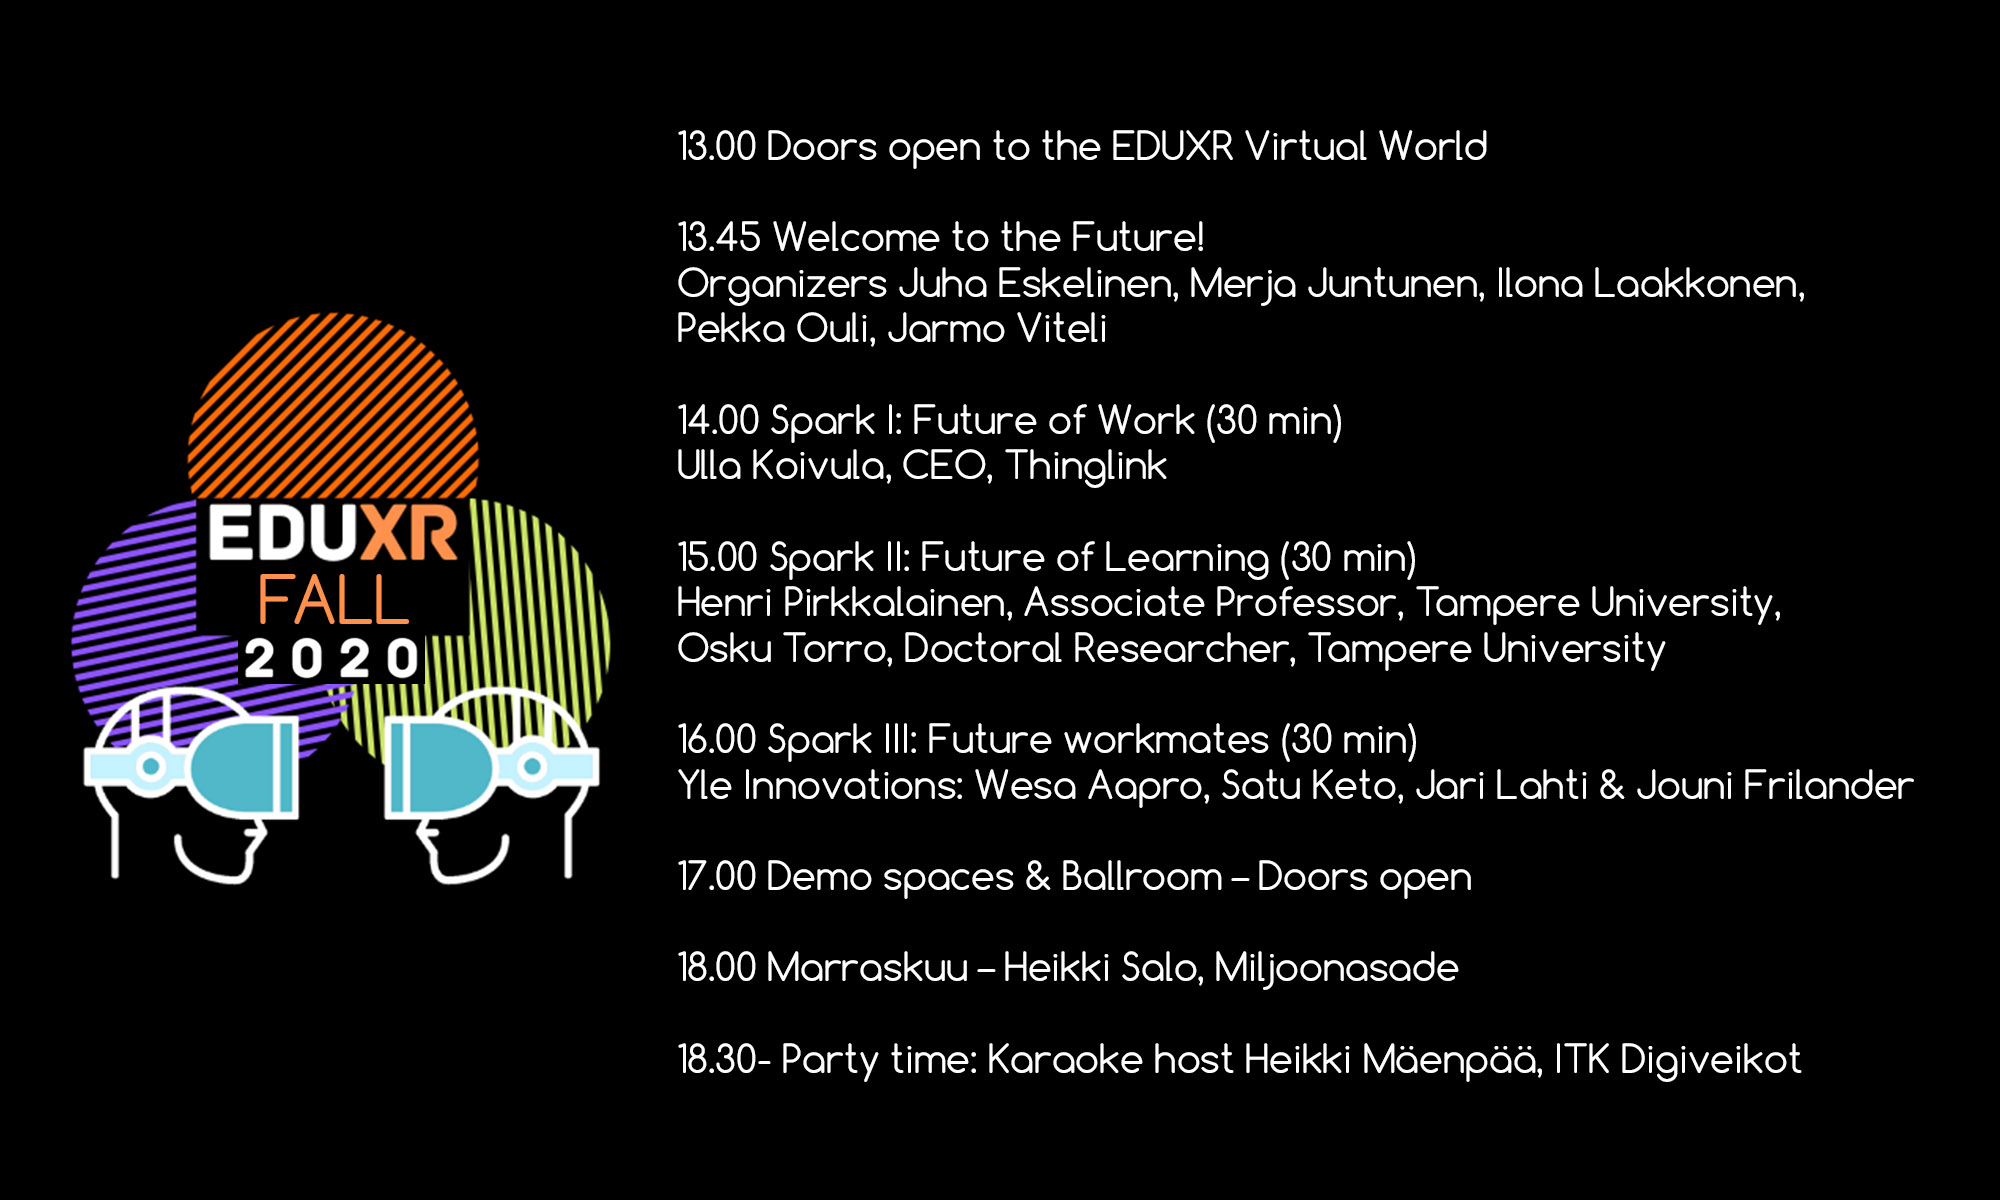 EDUXR
FALL
2020
13.00 Doors open to the EDUXR Virtual World
13.45 Welcome to the Future!
Organizers Juha Eskelinen, Merja Juntunen, Ilona Laakkonen,
Pekka Ouli, Jarmo Viteli
14.00 Spark I: Future of Work (30 min)
Ulla Koivula, CEO, Thinglink
15.00 Spark II: Future of Learning (30 min)
Henri Pirkkalainen, Associate Professor, Tampere University,
Osku Torro, Doctoral Researcher, Tampere University
16.00 Spark III: Future workmates (30 min)
Yle Innovations: Wesa Aapro, Satu Keto, Jari Lahti & Jouni Frilander
17.00 Demo spaces & Ballroom – Doors open
18.00 Marraskuu – Heikki Salo, Miljoonasade
18.30- Party time: Karaoke host Heikki Mäenpää, ITK Digiveikot